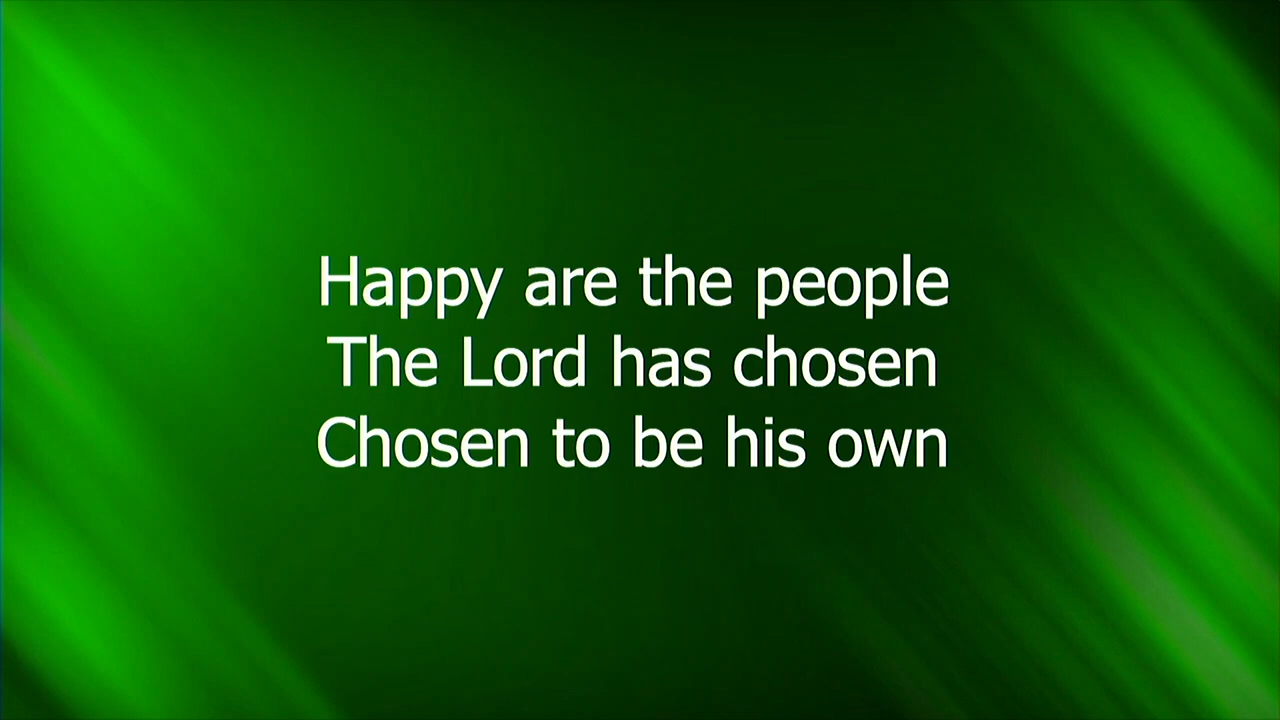 Happy are the people
The Lord has chosen
Chosen to be his own